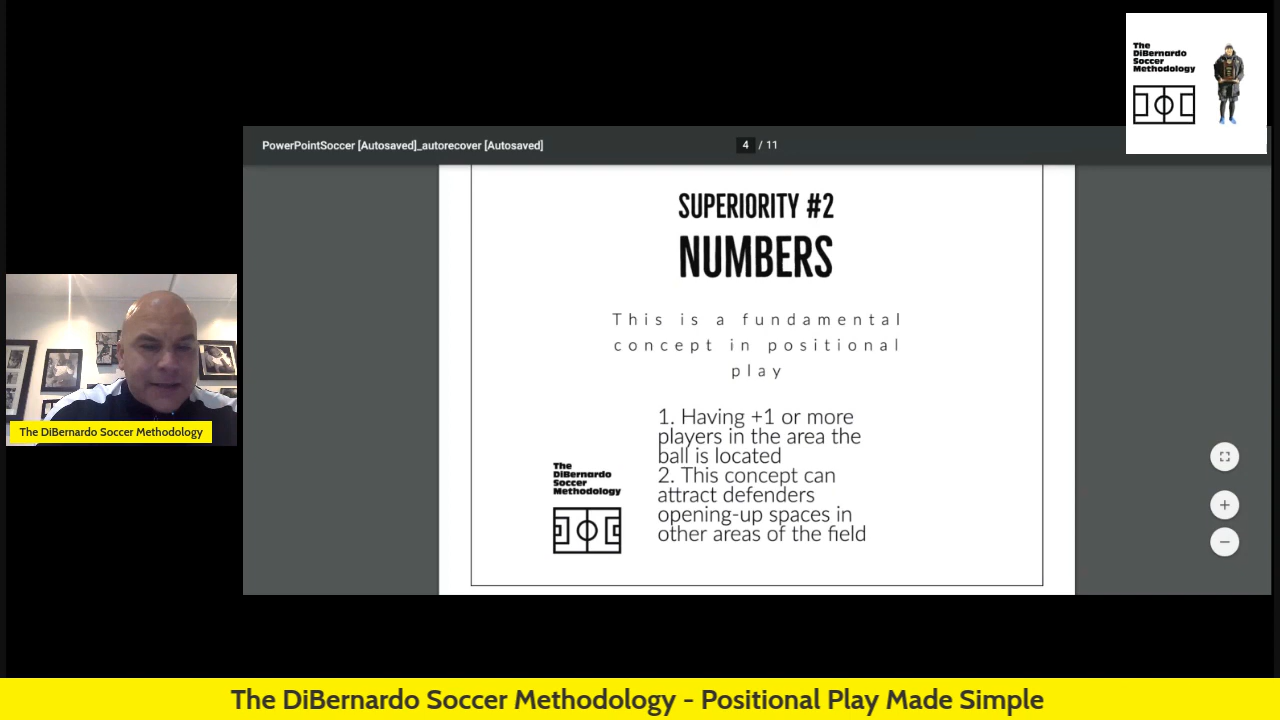 The
DiBernardo
Soccer
Methodology
PowerPointSoccer [Autosaved]_autorecover [Autosaved]
4 / 11
SUPERIORITY #2
NUMBERS
This is a fundamental
concept in positional
play
1. Having +1 or more
players in the area the
ball is located
2. This concept can
attract defenders
opening-up spaces in
other areas of the field
The
DiBernardo
Soccer
Methodology
The DiBernardo Soccer Methodology
The DiBernardo Soccer Methodology - Positional Play Made Simple